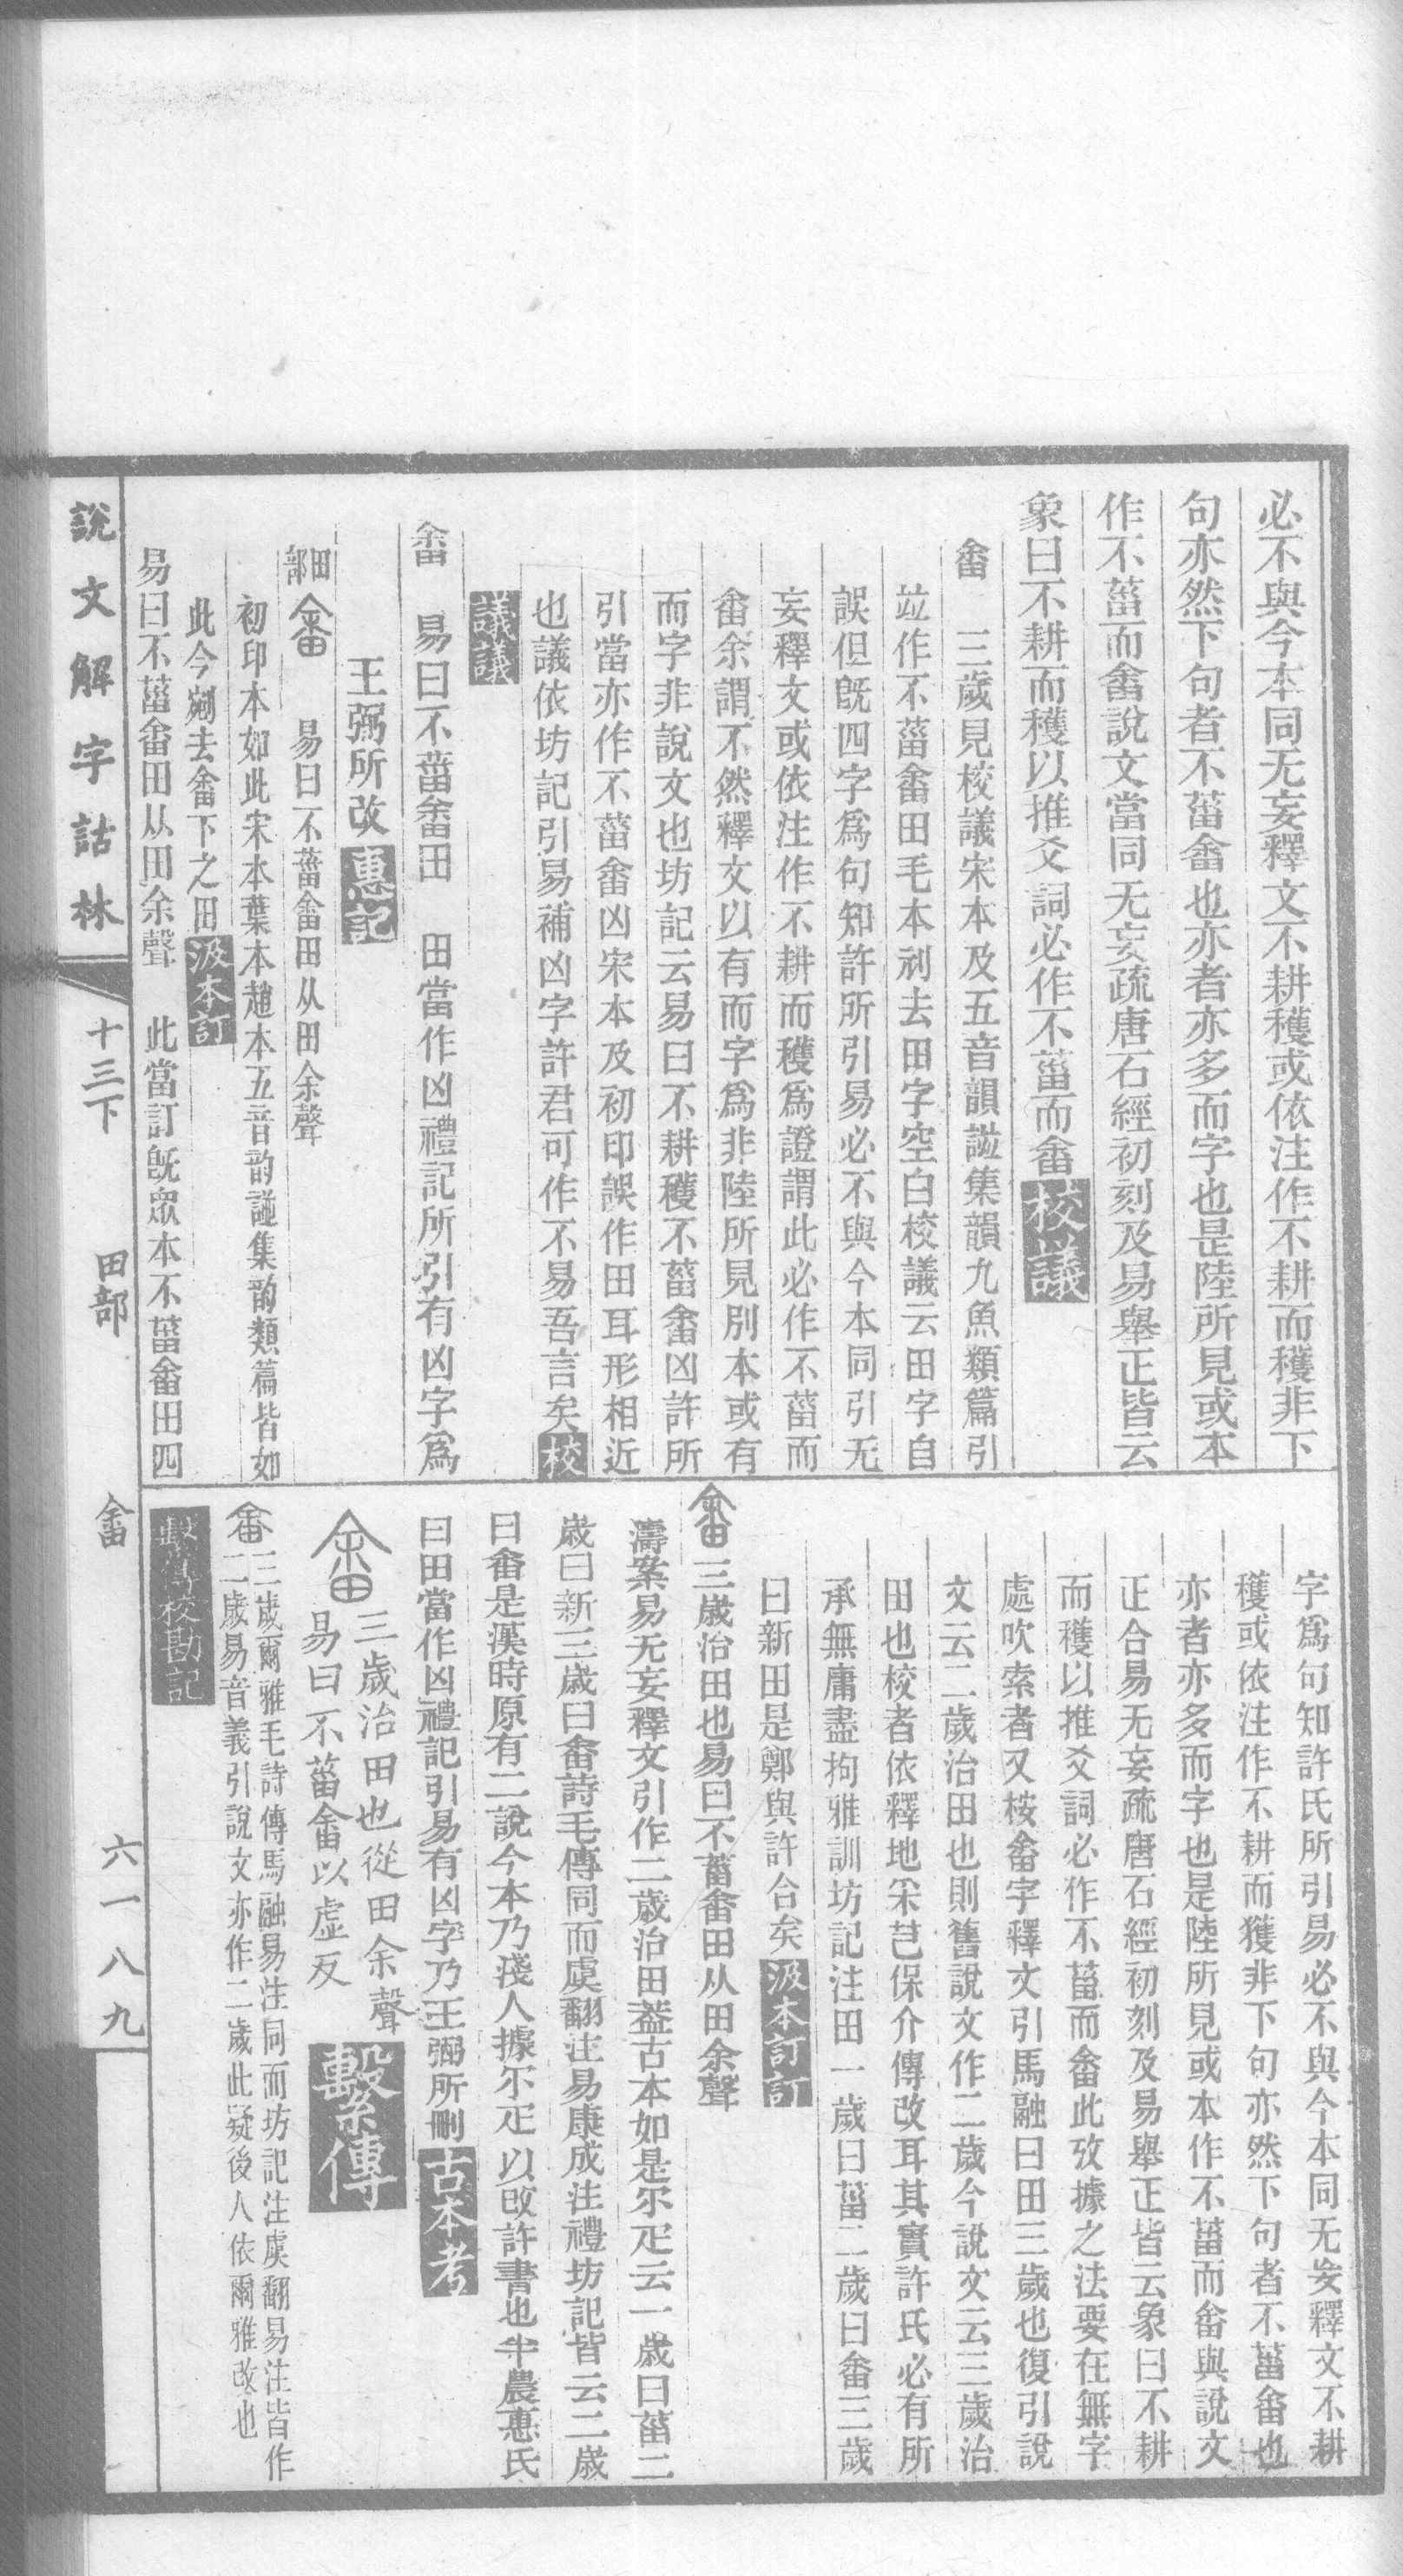 必不與今本同无妄釋文不耕穫或依注作不耕而穫非下
句亦然下句者不菑畬也亦者亦多而字也是陸所見或本
作不菑而畬說文當同无妄疏唐石經初刻及易舉正皆云
象曰不耕而穫以推爻詞必作不菑而畬校議
畬　三歲見校議宋本及五音韻譜集韻九魚類篇引
竝作不菑畬田毛本刓去田字空白校議云田字自
誤但旣四字爲句知許所引易必不與今本同引无
妄釋文或依注作不耕而穫爲證謂此必作不菑而
畬余謂不然釋文以有而字爲非陸所見別本或有
而字非說文也坊記云易曰不耕穫不菑畬凶許所
引當亦作不菑畬凶宋本及初印誤作田耳形相近
也議依坊記引易補凶字許君可作不易吾言矣校
議議
畬　易曰不葘畬田　田當作凶禮記所引有凶字爲
王弼所改惠記
田部畬　易曰不葘畬田从田余聲
初印本如此宋本葉本趙本五音韵譜集韵類篇皆如
此今剜去畬下之田汲本訂
易曰不菑畬田从田余聲　此當訂旣眾本不菑畬田四
字爲句知許氏所引易必不與今本同无妄釋文不耕
穫或依注作不耕而獲非下句亦然下句者不菑畬也
亦者亦多而字也是陸所見或本作不菑而畬與說文
正合易无妄疏唐石經初刻及易舉正皆云象曰不耕
而穫以推爻詞必作不菑而畬此攷據之法要在無字
處吹索者又桉畬字釋文引馬融曰田三歲也復引說
文云二歲治田也則舊說文作二歲今說文云三歲治
田也校者依釋地采芑保介傳改耳其實許氏必有所
承無庸盡拘雅訓坊記注田一歲曰菑二歲曰畬三歲
曰新田是鄭與許合矣汲本訂訂
畬三歲治田也易曰不葘畬田从田余聲
濤案易无妄釋文引作二歲治田葢古本如是尔疋云一歲曰菑二
歲曰新三歲曰畬詩毛傳同而虞翻注易康成注禮坊記皆云二歲
曰畬是漢時原有二說今本乃淺人據尔疋以改許書也半農惠氏
曰田當作凶禮記引易有凶字乃王弼所刪古本考
畬三歲治田也從田余聲
易曰不菑畬以虛反繫傳
畬三歲爾雅毛詩傳馬融易注同而坊記注虞翻易注皆作
二歲易音義引說文亦作二歲此疑後人依爾雅改也
繫傳校勘記
說文解字詁林　十三下　田部　畬　六一八九